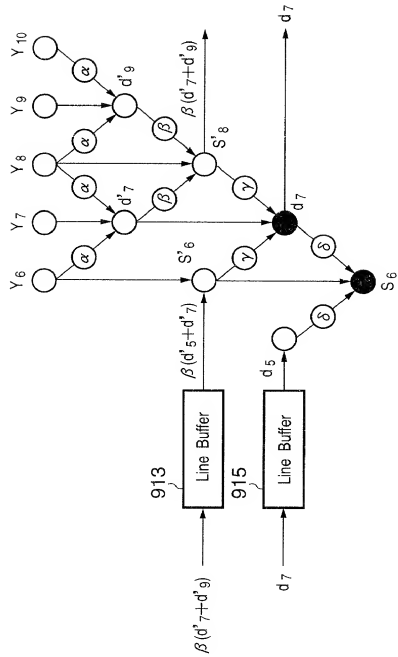 Y6 Y7 Y8 Y9 Y10
α α α α
d'7 d'9
β β
β(d'7+d'9) 913 Line Buffer β(d'5+d'7) S'6 S'8 β(d'7+d'9)
γ γ
d7 915 Line Buffer d5 d7 d7
δ δ
S6